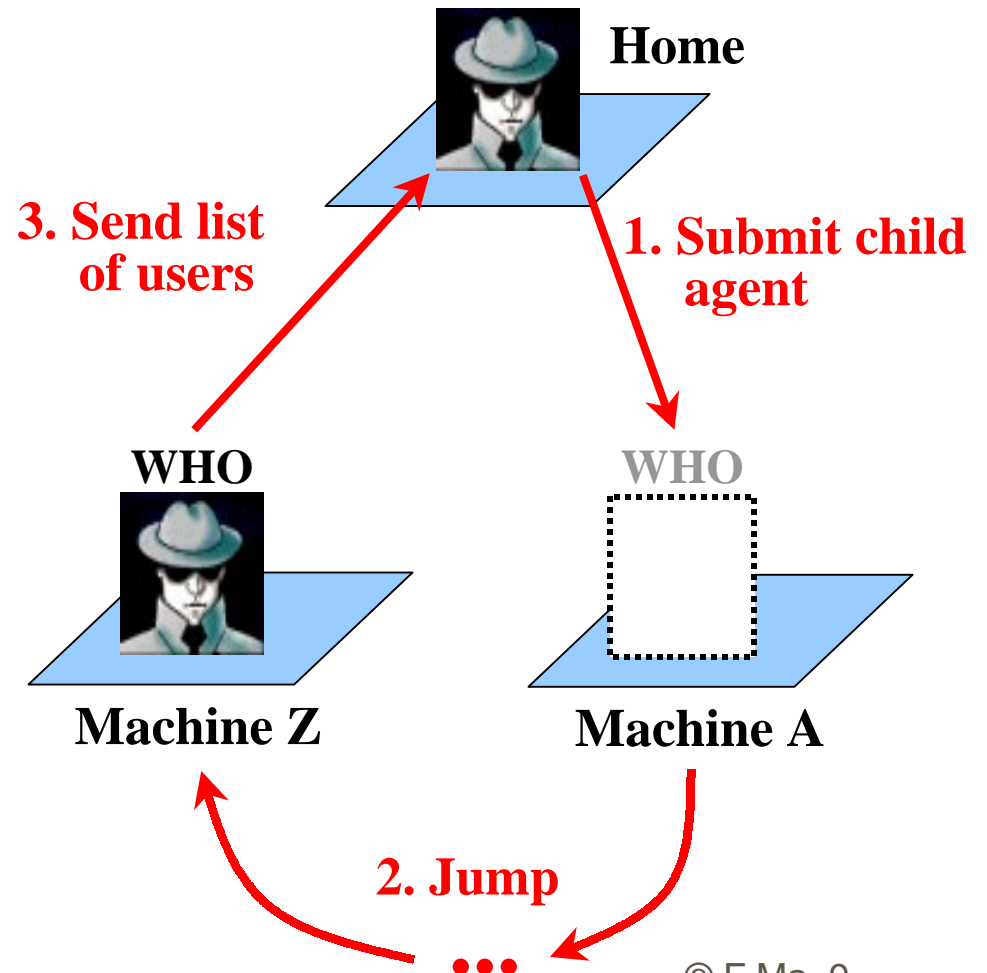 Home
3. Send list
of users
1. Submit child
agent
WHO
WHO
Machine Z
Machine A
2. Jump
•••